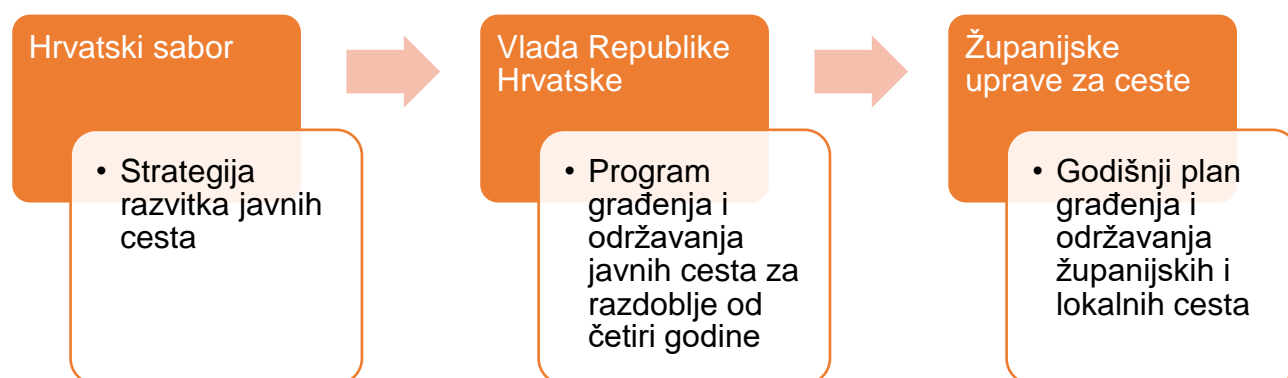 Hrvatski sabor
• Strategija
razvitka javnih
cesta
Vlada Republike
Hrvatske
• Program
građenja i
održavanja
javnih cesta za
razdoblje od
četiri godine
Županijske
uprave za ceste
• Godišnji plan
građenja i
održavanja
županijskih i
lokalnih cesta